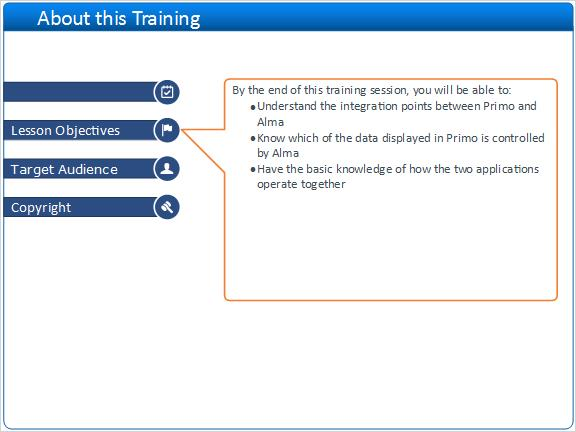 About this Training
Lesson Objectives
Target Audience
Copyright
By the end of this training session, you will be able to:
●Understand the integration points between Primo and
Alma
●Know which of the data displayed in Primo is controlled
by Alma
●Have the basic knowledge of how the two applications
operate together